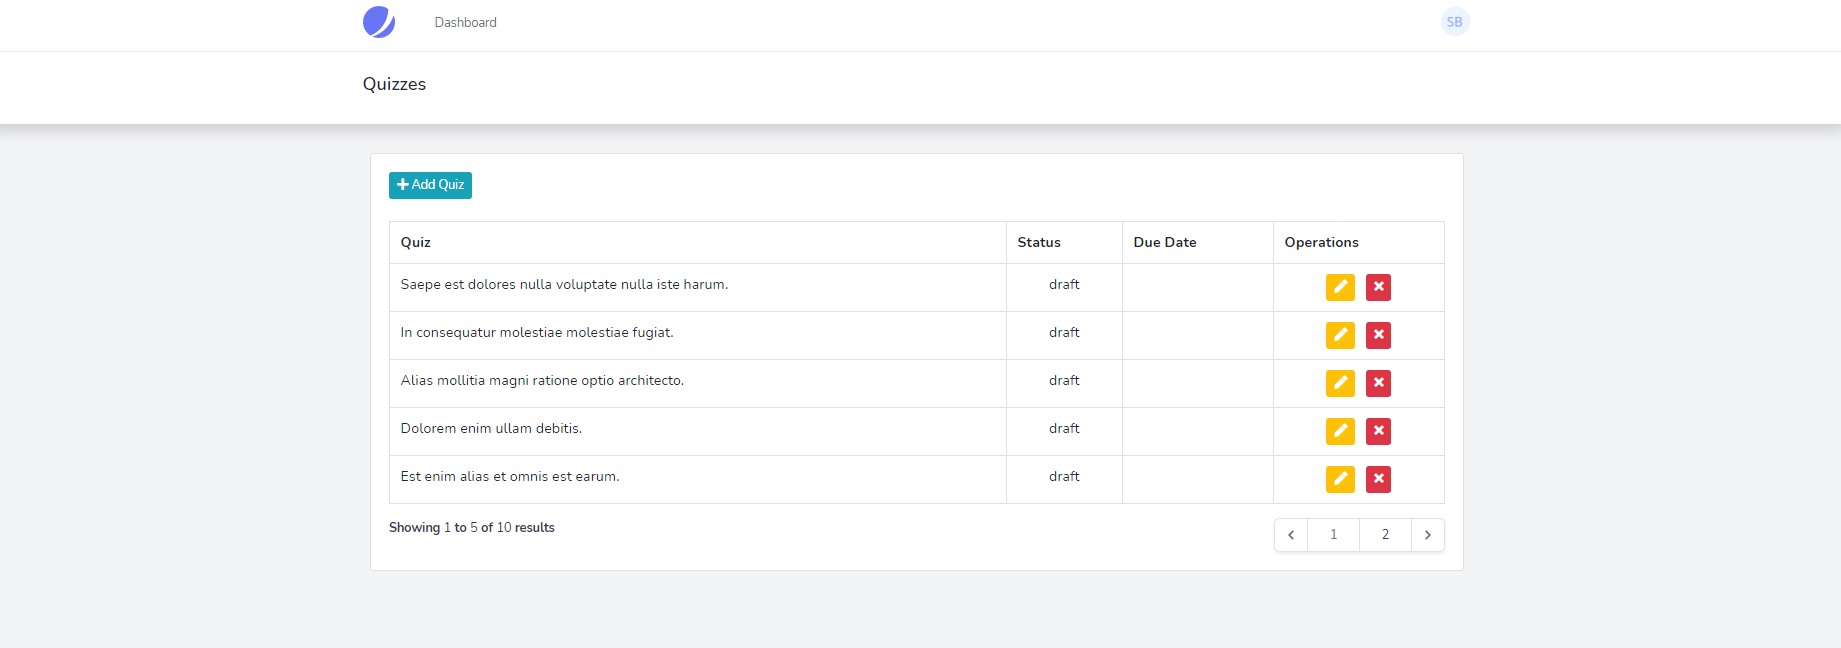 Dashboard
SB
Quizzes
Add Quiz
Quiz Status Due Date Operations
Saepe est dolores nulla voluptate nulla iste harum. draft
In consequatur molestiae molestiae fugiat. draft
Alias mollitia magni ratione optio architecto. draft
Dolorem enim ullam debitis. draft
Est enim alias et omnis est earum. draft
Showing 1 to 5 of 10 results
1 2